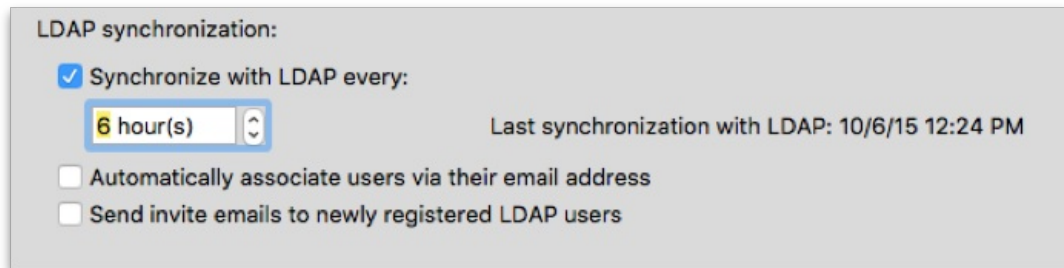 LDAP synchronization:
Synchronize with LDAP every:
6 hour(s) Last synchronization with LDAP: 10/6/15 12:24 PM
Automatically associate users via their email address
Send invite emails to newly registered LDAP users